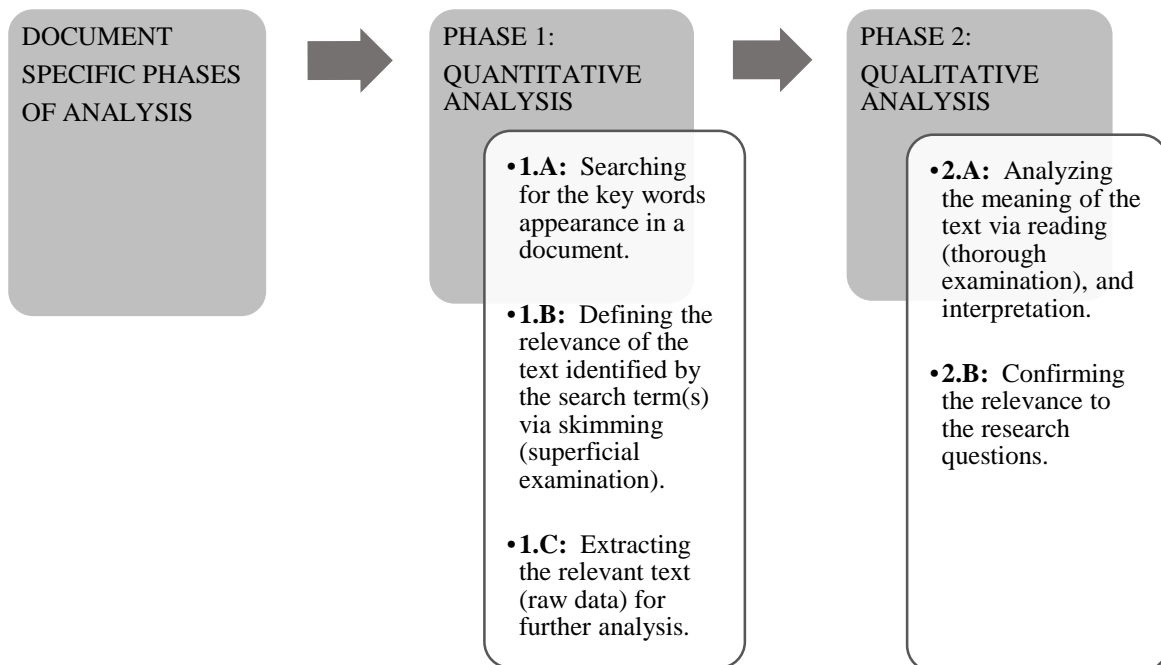 DOCUMENT
SPECIFIC PHASES
OF ANALYSIS
PHASE 1:
QUANTITATIVE
ANALYSIS
•1.A: Searching
for the key words
appearance in a
document.
•1.B: Defining the
relevance of the
text identified by
the search term(s)
via skimming
(superficial
examination).
•1.C: Extracting
the relevant text
(raw data) for
further analysis.
PHASE 2:
QUALITATIVE
ANALYSIS
•2.A: Analyzing
the meaning of the
text via reading
(thorough
examination), and
interpretation.
•2.B: Confirming
the relevance to
the research
questions.